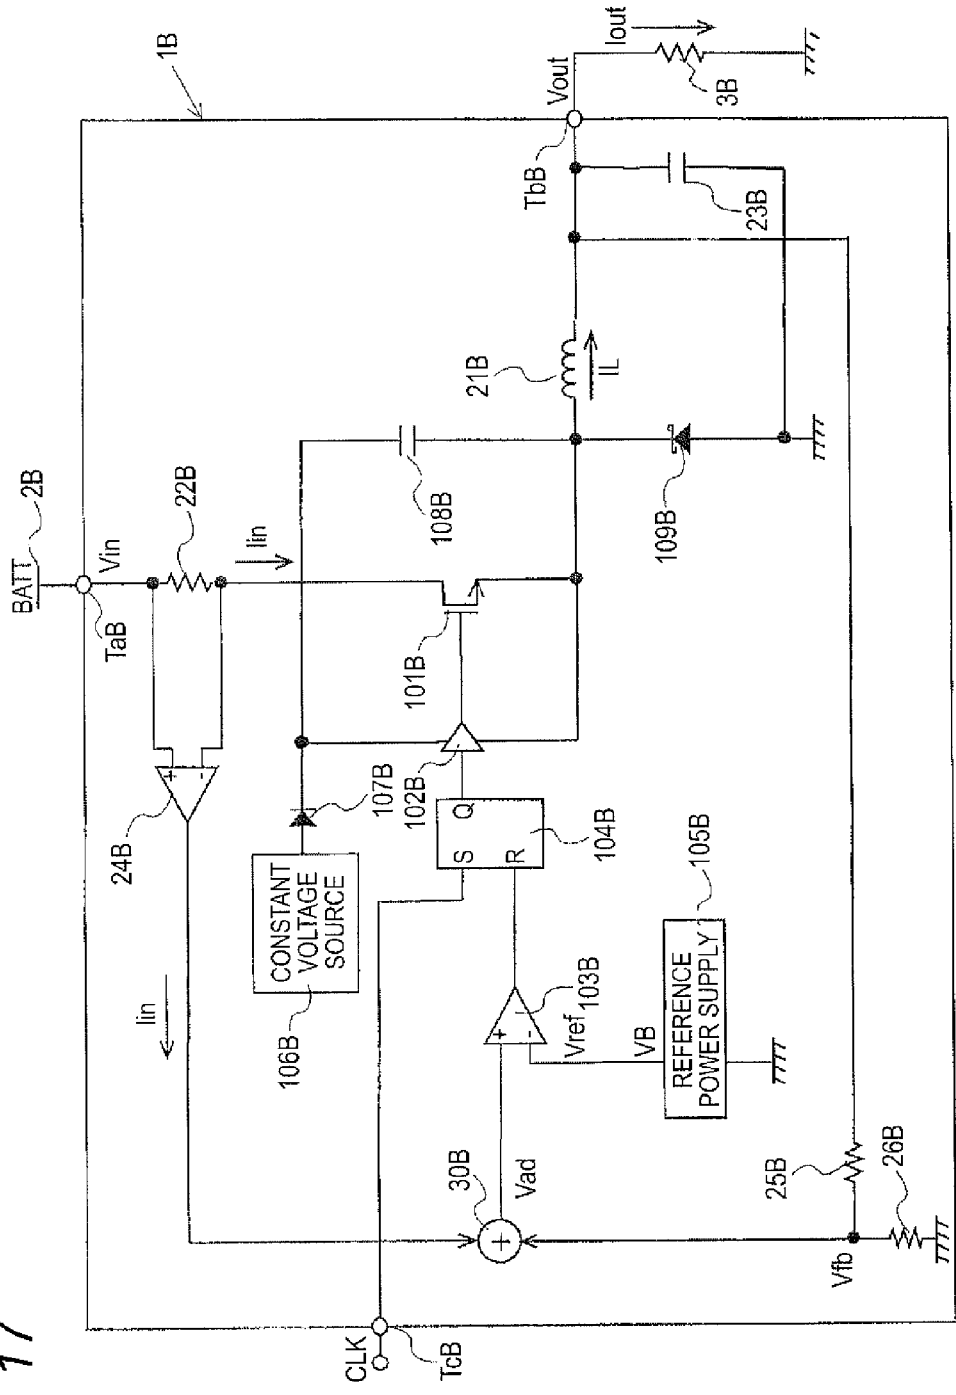 17
1B
BATT
2B
Vin
TaB
22B
Iin
24B
+
-
Iin
CONSTANT
VOLTAGE
SOURCE
106B
107B
108B
101B
102B
21B
IL
TbB
Vout
Iout
3B
23B
109B
S
Q
R
104B
+
-
103B
Vref
VB
REFERENCE
POWER SUPPLY
105B
30B
+
Vad
CLK
TcB
25B
Vfb
26B